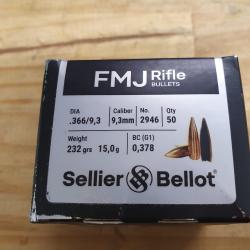 FMJ Rifle
BULLETS
DIA Caliber No. Qty
.366/9,3 9,3mm 2946 50
Weight BC (G1)
232 grs 15,0g 0,378
Sellier & Bellot